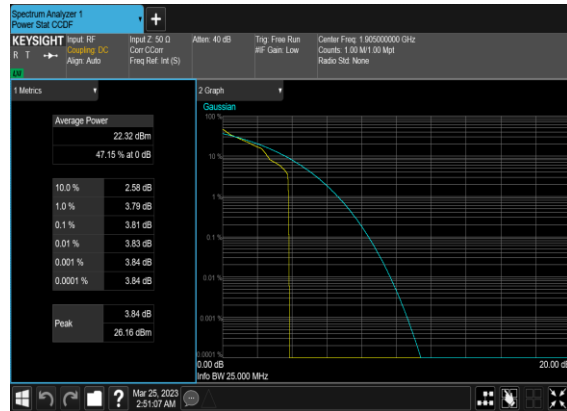 Spectrum Analyzer 1
Power Stat CCDF
+
KEYSIGHT
R T
LV
Input: RF
Coupling: DC
Align: Auto
Input Z: 50 Ω
Corr CCorr
Freq Ref: Int (S)
Atten: 40 dB
Trig: Free Run
#IF Gain: Low
Center Freq: 1.905000000 GHz
Counts: 1.00 M/1.00 Mpt
Radio Std: None
1 Metrics
Average Power
22.32 dBm
47.15 % at 0 dB
10.0 % 2.58 dB
1.0 % 3.79 dB
0.1 % 3.81 dB
0.01 % 3.83 dB
0.001 % 3.84 dB
0.0001 % 3.84 dB
Peak
3.84 dB
26.16 dBm
2 Graph
Gaussian
100 %
10 %
1 %
0.1 %
0.01 %
0.001 %
0.0001 %
0.00 dB 20.00 dB
Info BW 25.000 MHz
?
Mar 25, 2023
2:51:07 AM